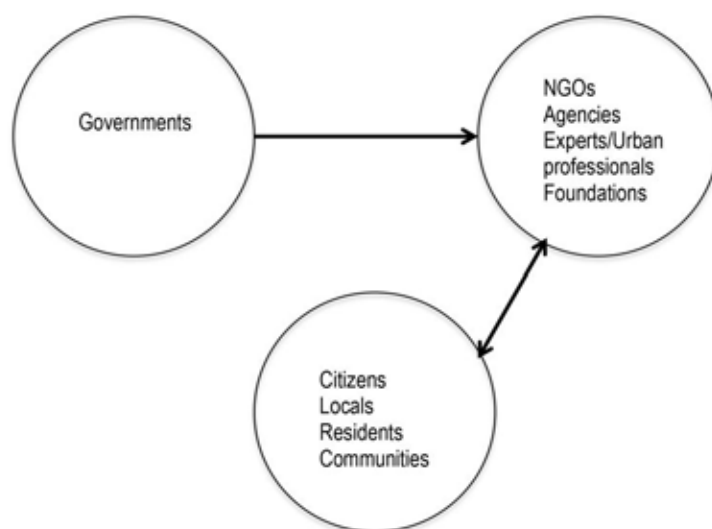 Governments
NGOs
Agencies
Experts/Urban
professionals
Foundations
Citizens
Locals
Residents
Communities